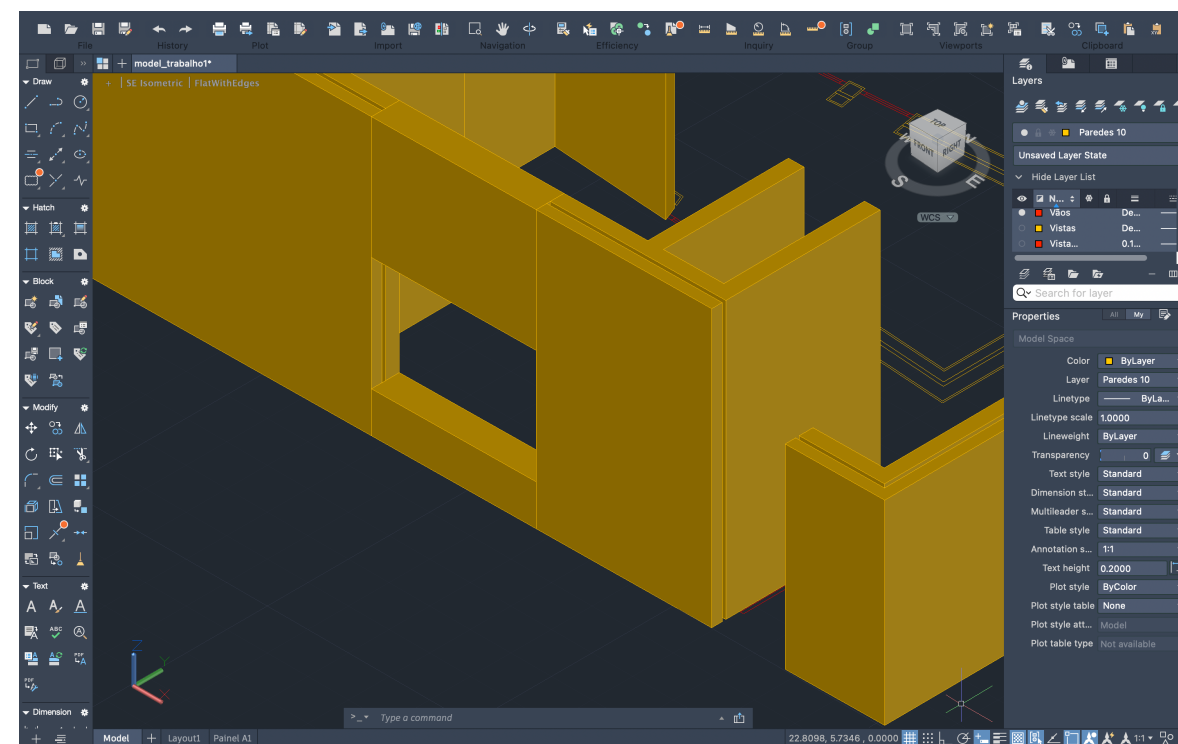 File
History
Plot
Import
Navigation
Efficiency
Inquiry
Group
Viewports
Clipboard
model_trabalho1*
+ | SE Isometric | FlatWithEdges
Draw
Hatch
Block
Modify
Text
A A A
ABC
PDF
PDF
Dimension
TOP
FRONT
RIGHT
N
W
S
E
WCS
Z
Y
X
>_ Type a command
Model
Layout1
Painel A1
22.8098, 5.7346 , 0.0000
1:1
Layers
Paredes 10
Unsaved Layer State
Hide Layer List
N...
Vãos De...
Vistas De...
Vista... 0.1...
Search for layer
Properties All My
Model Space
Color ByLayer
Layer Paredes 10
Linetype ByLa...
Linetype scale 1.0000
Lineweight ByLayer
Transparency 0
Text style Standard
Dimension st... Standard
Multileader s... Standard
Table style Standard
Annotation s... 1:1
Text height 0.2000
Plot style ByColor
Plot style table None
Plot style att... Model
Plot table type Not available